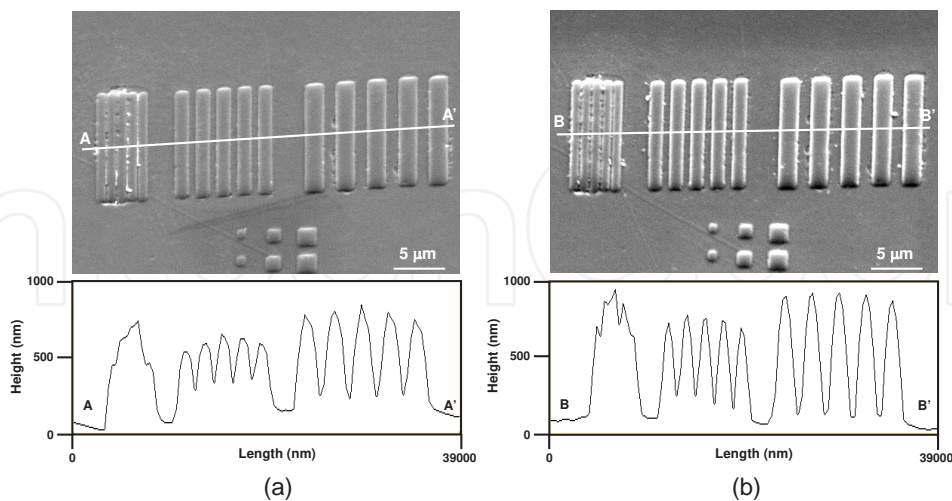 A
A'
5 µm
1000
500
0
Height (nm)
A
A'
0
Length (nm)
39000
(a)
B
B'
5 µm
1000
500
0
Height (nm)
B
B'
0
Length (nm)
39000
(b)